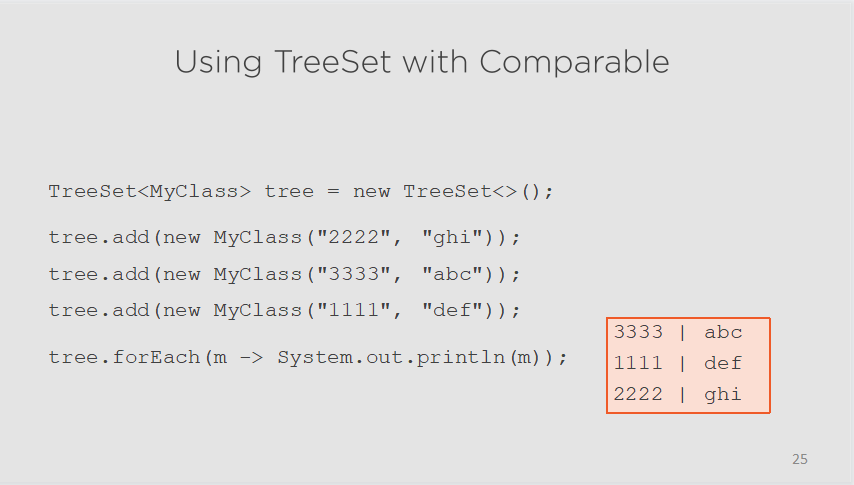 Using TreeSet with Comparable
TreeSet<MyClass> tree = new TreeSet<>();
tree.add(new MyClass("2222", "ghi"));
tree.add(new MyClass("3333", "abc"));
tree.add(new MyClass("1111", "def"));
tree.forEach(m -> System.out.println(m));
3333 | abc
1111 | def
2222 | ghi
25